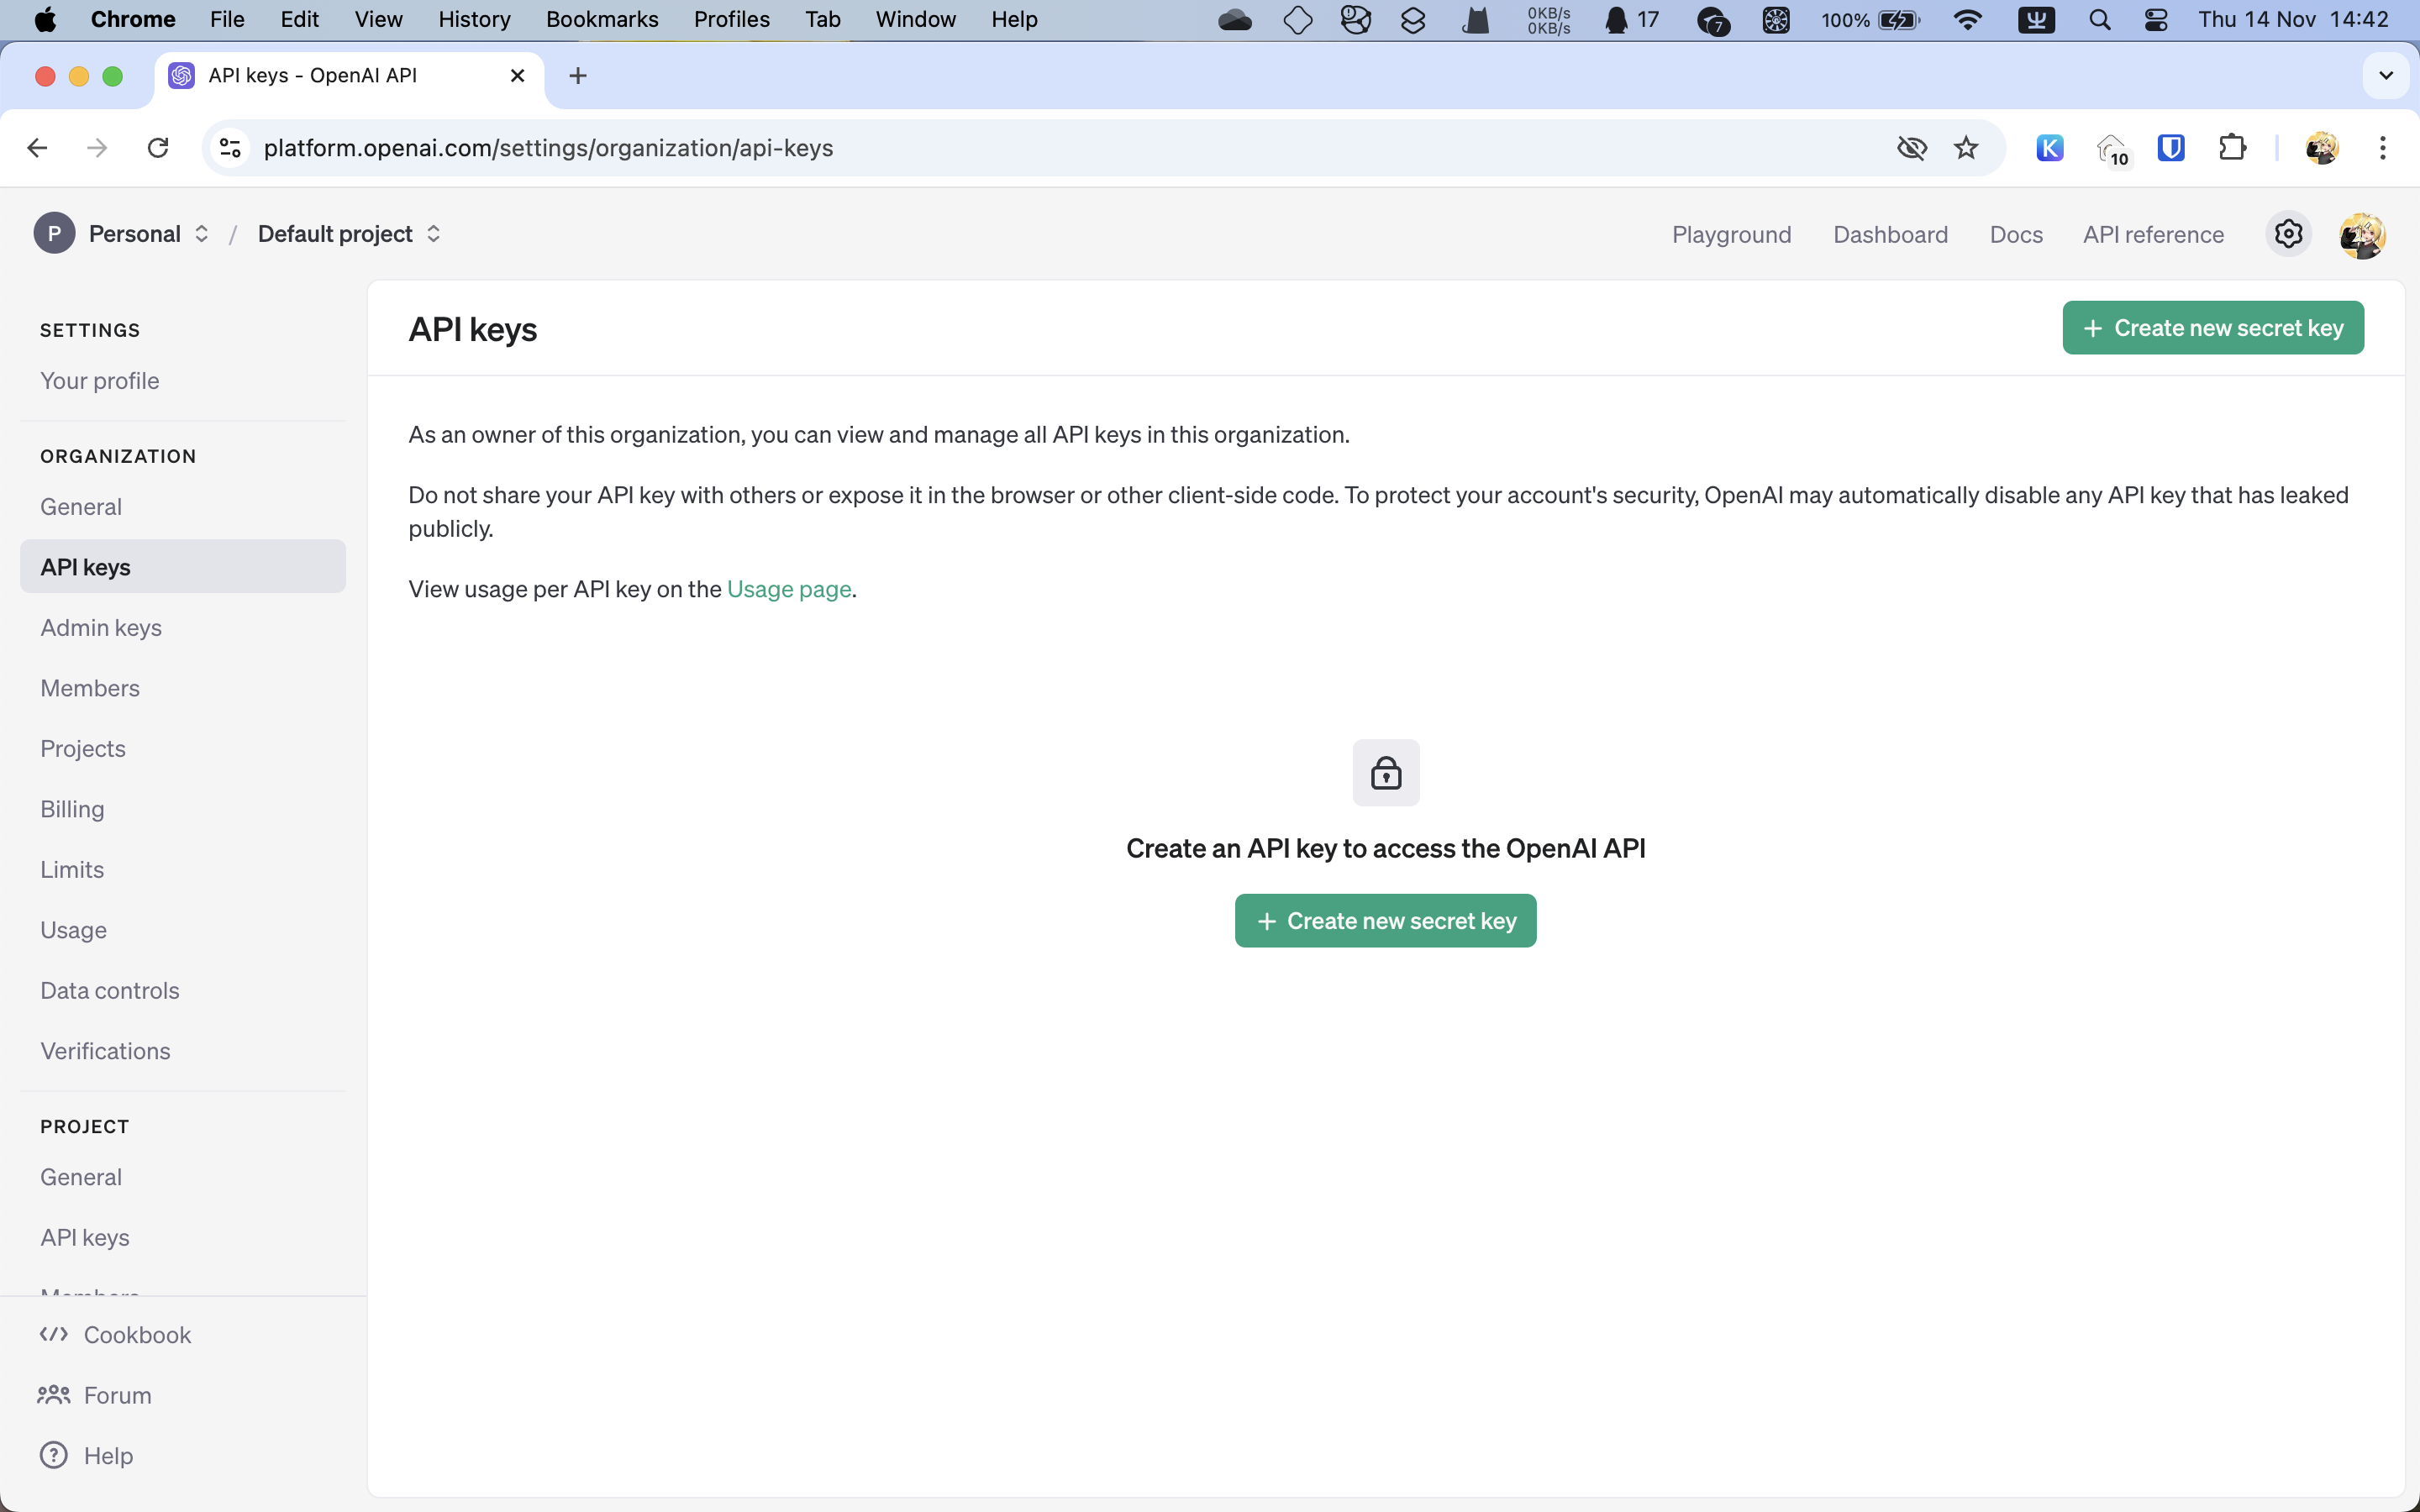 Chrome File Edit View History Bookmarks Profiles Tab Window Help 0KB/s 17 7 100% Thu 14 Nov 14:42
0KB/s
API keys - OpenAI API
platform.openai.com/settings/organization/api-keys K 10
P Personal / Default project Playground Dashboard Docs API reference
SETTINGS
Your profile
ORGANIZATION
General
API keys
Admin keys
Members
Projects
Billing
Limits
Usage
Data controls
Verifications
PROJECT
General
API keys
Members
Cookbook
Forum
Help
API keys
+ Create new secret key
As an owner of this organization, you can view and manage all API keys in this organization.
Do not share your API key with others or expose it in the browser or other client-side code. To protect your account's security, OpenAI may automatically disable any API key that has leaked
publicly.
View usage per API key on the Usage page.
Create an API key to access the OpenAI API
+ Create new secret key